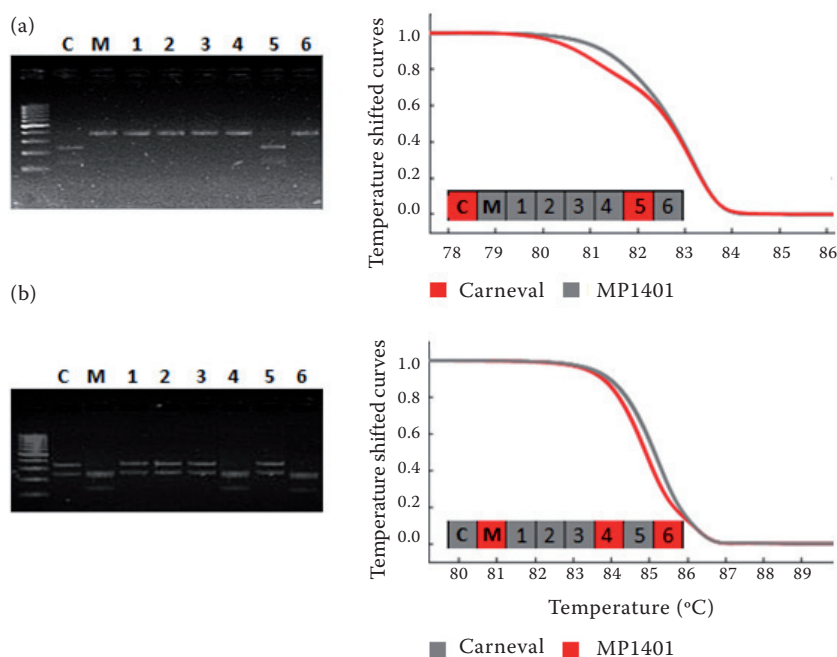 (a)
C M 1 2 3 4 5 6
Temperature shifted curves
1.0
0.8
0.6
0.4
0.2
0.0
C M 1 2 3 4 5 6
78 79 80 81 82 83 84 85 86
Carneval MP1401
(b)
C M 1 2 3 4 5 6
Temperature shifted curves
1.0
0.8
0.6
0.4
0.2
0.0
C M 1 2 3 4 5 6
80 81 82 83 84 85 86 87 88 89
Temperature (°C)
Carneval MP1401